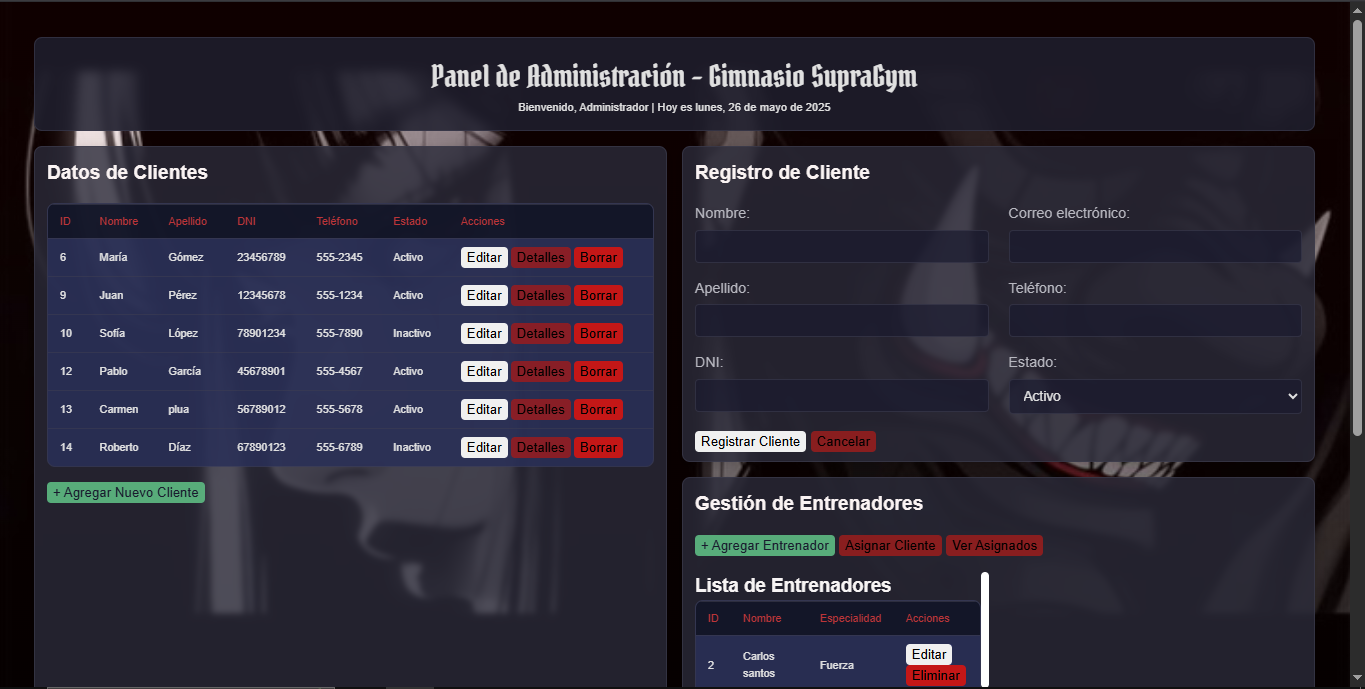 Panel de Administración - Gimnasio SupraGym
Bienvenido, Administrador | Hoy es lunes, 26 de mayo de 2025
Datos de Clientes
ID Nombre Apellido DNI Teléfono Estado Acciones
6 María Gómez 23456789 555-2345 Activo Editar Detalles Borrar
9 Juan Pérez 12345678 555-1234 Activo Editar Detalles Borrar
10 Sofía López 78901234 555-7890 Inactivo Editar Detalles Borrar
12 Pablo García 45678901 555-4567 Activo Editar Detalles Borrar
13 Carmen plua 56789012 555-5678 Activo Editar Detalles Borrar
14 Roberto Díaz 67890123 555-6789 Inactivo Editar Detalles Borrar
+ Agregar Nuevo Cliente
Registro de Cliente
Nombre: Correo electrónico:
Apellido: Teléfono:
DNI: Estado:
Activo
Registrar Cliente Cancelar
Gestión de Entrenadores
+ Agregar Entrenador Asignar Cliente Ver Asignados
Lista de Entrenadores
ID Nombre Especialidad Acciones
2 Carlos santos Fuerza Editar Eliminar